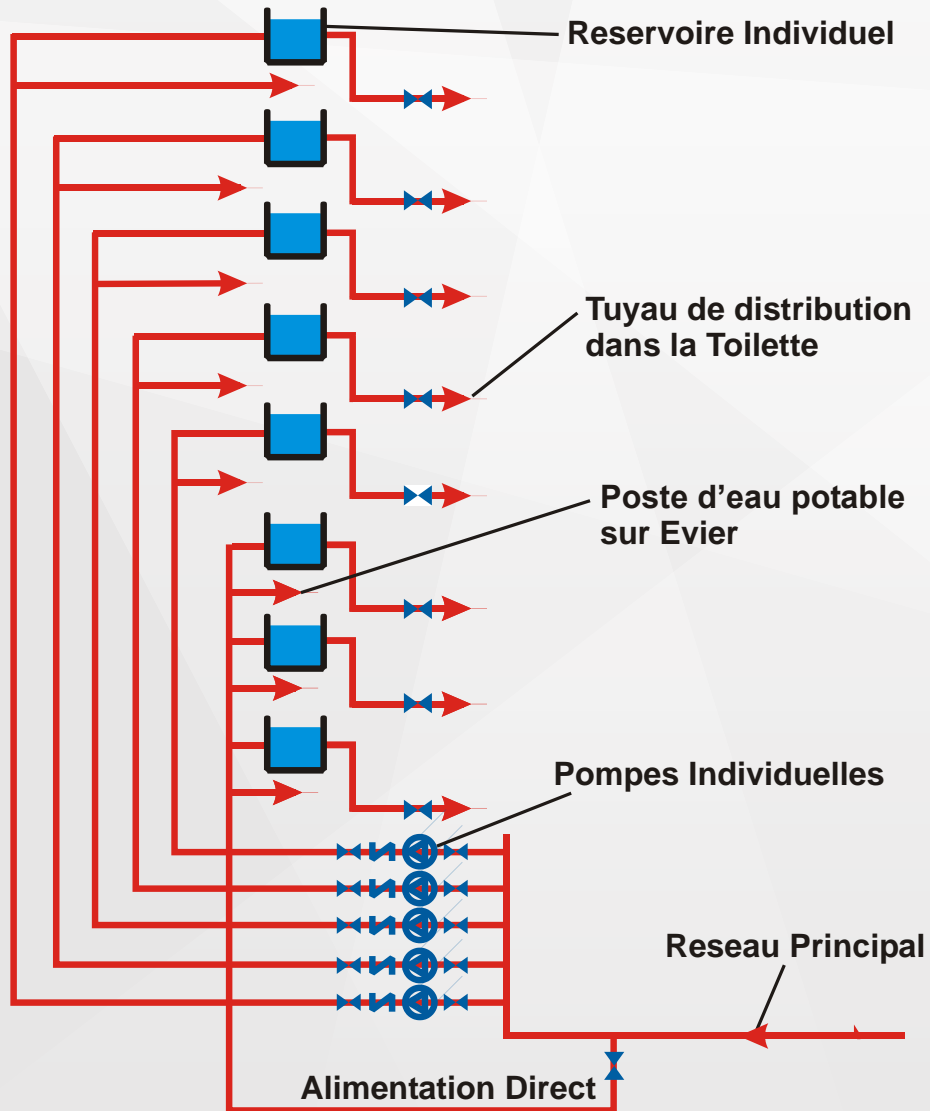 Reservoire Individuel
Tuyau de distribution
dans la Toilette
Poste d’eau potable
sur Evier
Pompes Individuelles
Reseau Principal
Alimentation Direct